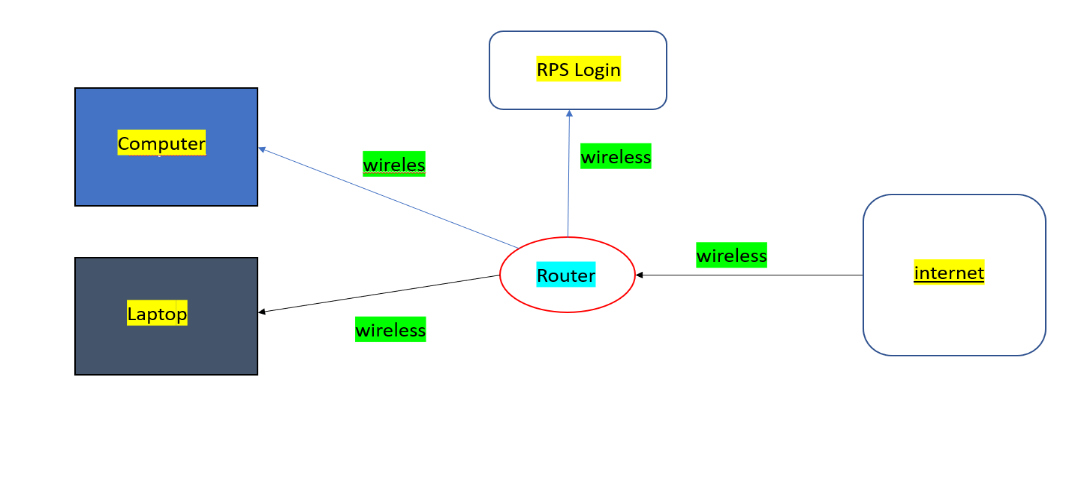 RPS Login
Computer
wireles
wireless
wireless
Router
internet
Laptop
wireless